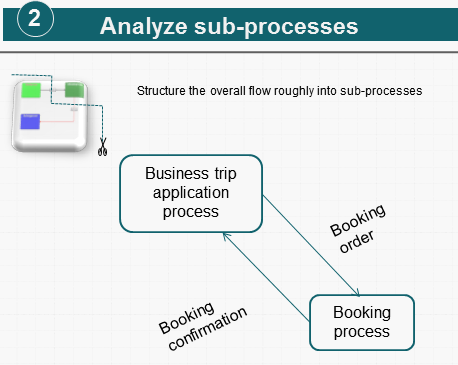 2
Analyze sub-processes
Structure the overall flow roughly into sub-processes
Business trip
application
process
Booking
order
Booking
confirmation
Booking
process